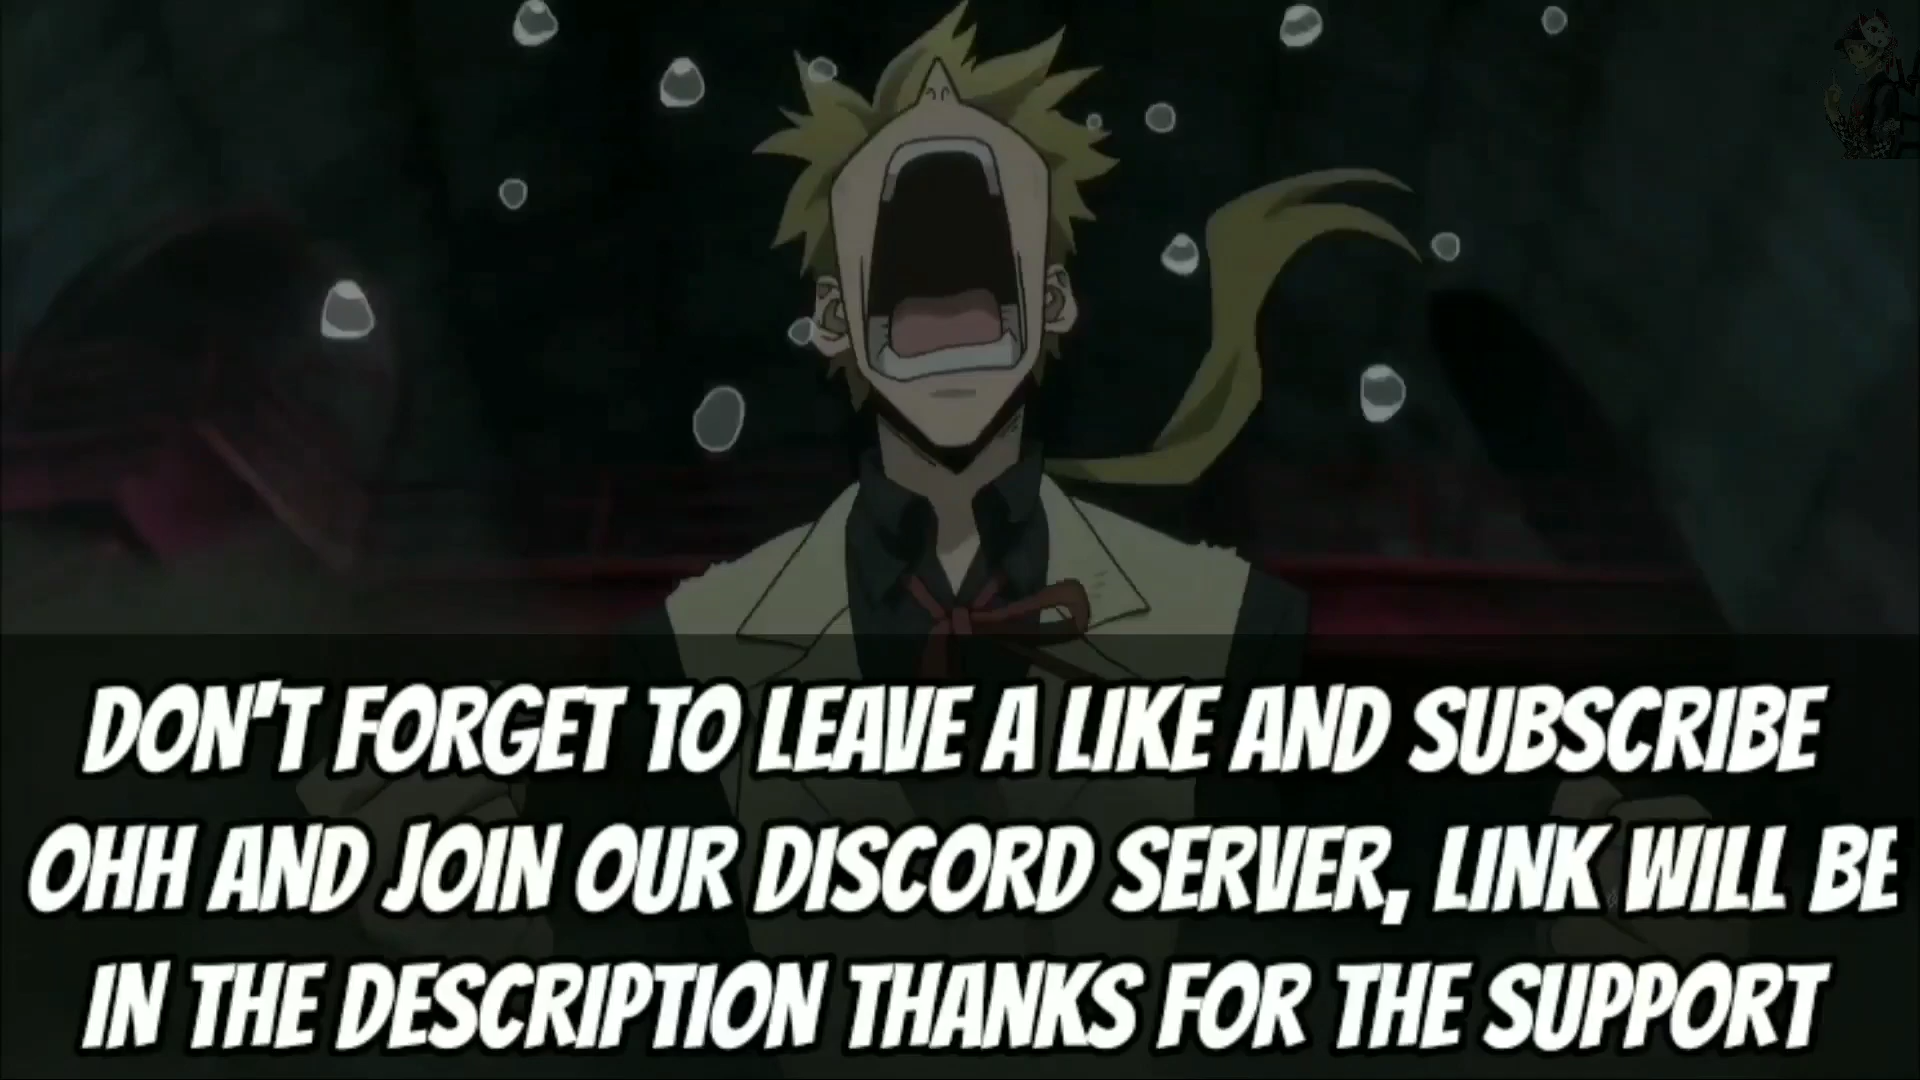 DON'T FORGET TO LEAVE A LIKE AND SUBSCRIBE
OHH AND JOIN OUR DISCORD SERVER, LINK WILL BE
IN THE DESCRIPTION THANKS FOR THE SUPPORT